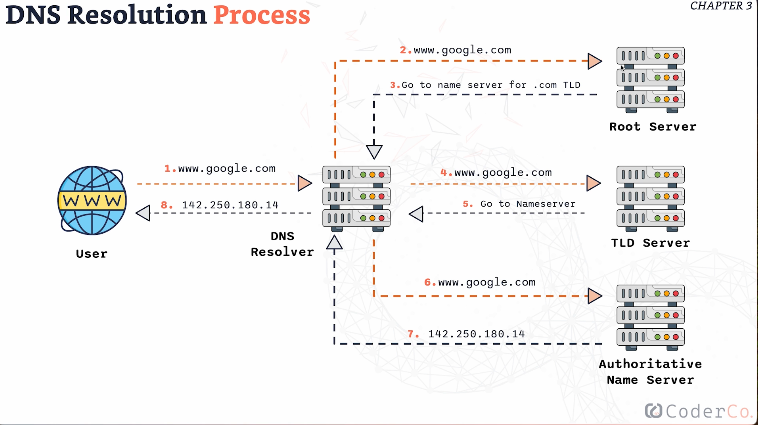 CHAPTER 3
DNS Resolution Process
2.www.google.com
3.Go to name server for .com TLD
Root Server
1.www.google.com
8. 142.250.180.14
WWW
User
DNS
Resolver
4.www.google.com
5. Go to Nameserver
TLD Server
6.www.google.com
7. 142.250.180.14
Authoritative
Name Server
CoderCo.